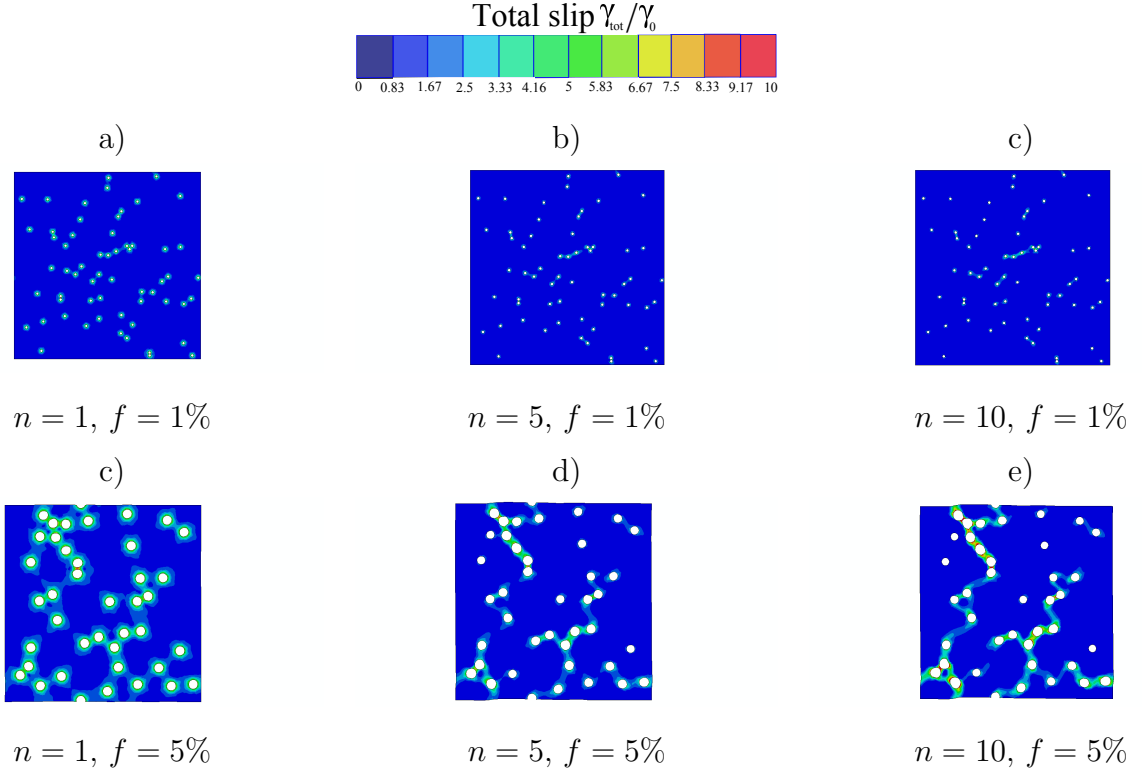 Total slip γtot/γ0
0 0.83 1.67 2.5 3.33 4.16 5 5.83 6.67 7.5 8.33 9.17 10
a) b) c)
n = 1, f = 1% n = 5, f = 1% n = 10, f = 1%
c) d) e)
n = 1, f = 5% n = 5, f = 5% n = 10, f = 5%